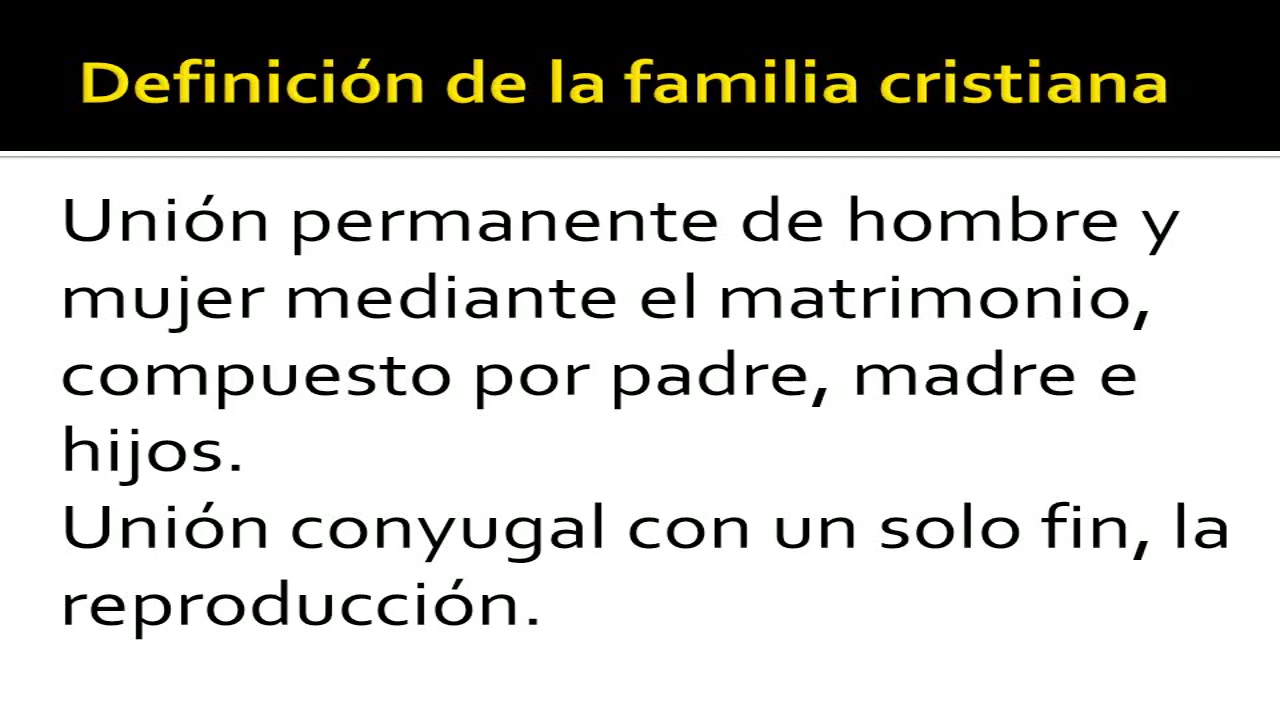 Definición de la familia cristiana
Unión permanente de hombre y
mujer mediante el matrimonio,
compuesto por padre, madre e
hijos.
Unión conyugal con un solo fin, la
reproducción.